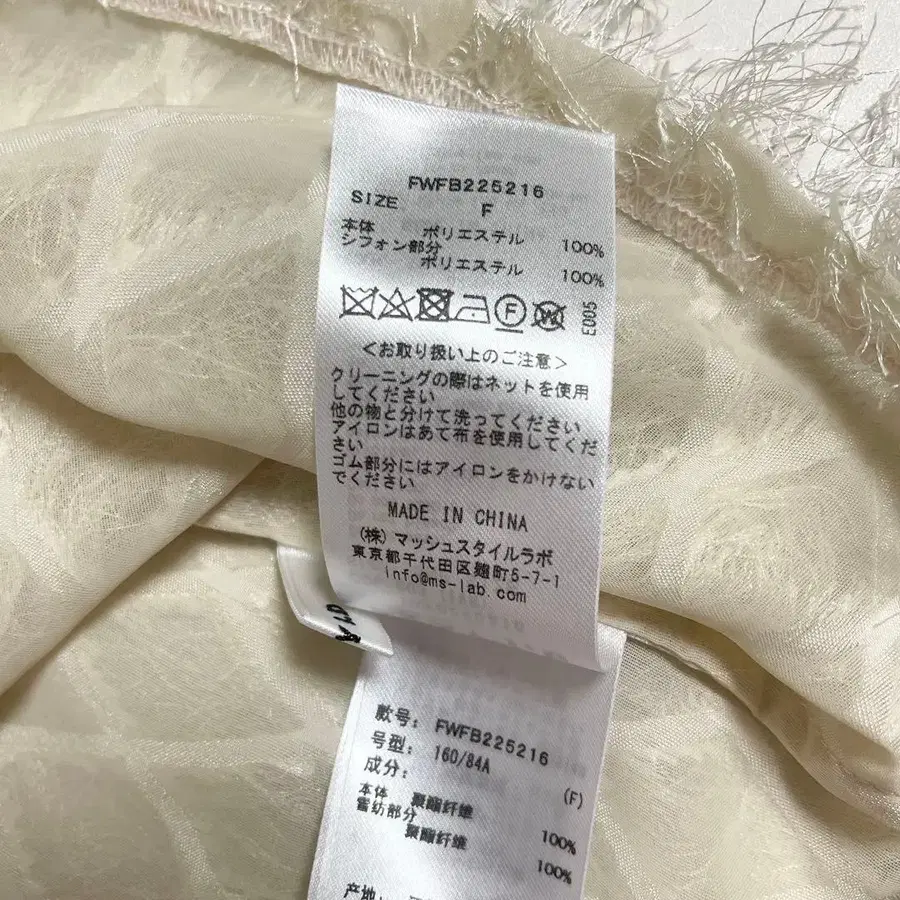 FWFB225216
SIZE F
本体 ポリエステル 100%
シフォン部分
ポリエステル 100%
F W E005
<お取り扱い上のご注意>
クリーニングの際はネットを使用
してください
他の物と分けて洗ってください
アイロンはあて布を使用してくだ
さい
ゴム部分にはアイロンをかけない
でください
MADE IN CHINA
(株) マッシュスタイルラボ
東京都千代田区麹町5-7-1
info@ms-lab.com
款号: FWFB225216
号型: 160/84A (F)
成分:
本体 聚酯纤维 100%
雪纺部分
聚酯纤维 100%
产地: